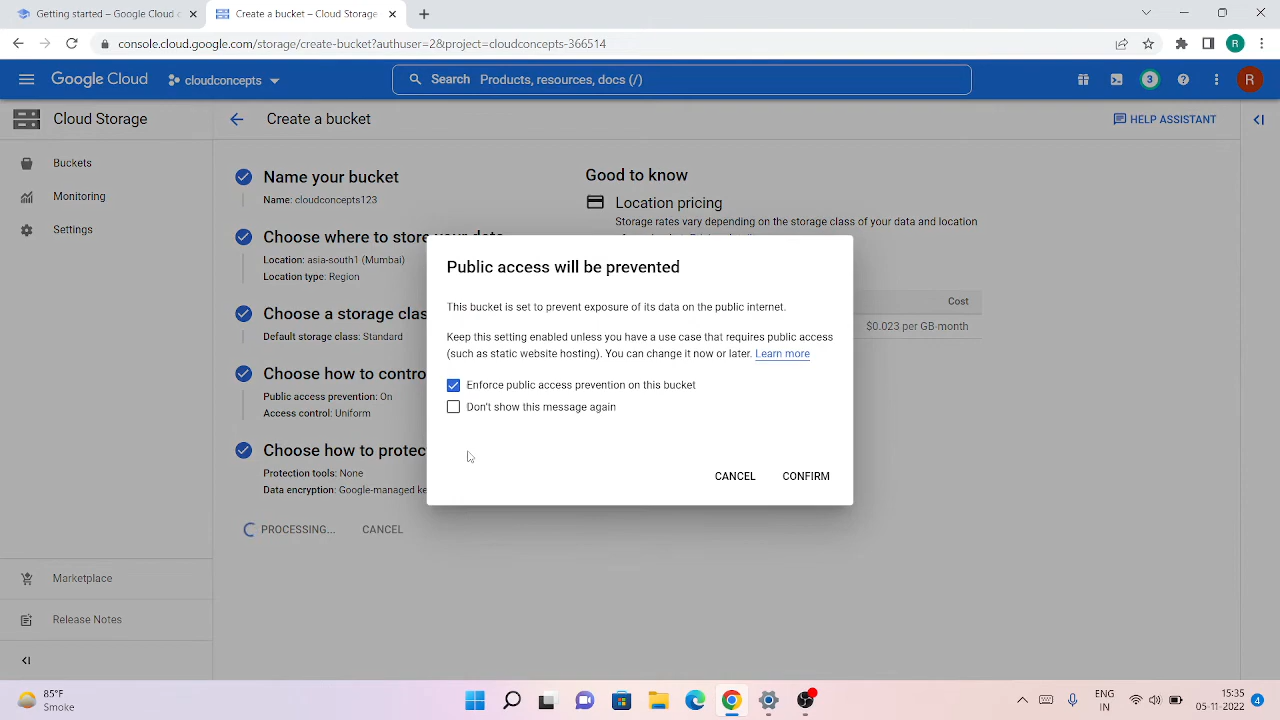 Getting started – Google Cloud c
Create a bucket – Cloud Storage
console.cloud.google.com/storage/create-bucket?authuser=2&project=cloudconcepts-366514
R
Google Cloud
cloudconcepts
Search Products, resources, docs (/)
3
R
Cloud Storage
Create a bucket
HELP ASSISTANT
Buckets
Monitoring
Settings
Name your bucket
Name: cloudconcepts123
Choose where to store your data
Location: asia-south1 (Mumbai)
Location type: Region
Choose a storage clas
Default storage class: Standard
Choose how to contro
Public access prevention: On
Access control: Uniform
Choose how to protec
Protection tools: None
Data encryption: Google-managed ke
PROCESSING...
CANCEL
Good to know
Location pricing
Storage rates vary depending on the storage class of your data and location
Cost
$0.023 per GB-month
Public access will be prevented
This bucket is set to prevent exposure of its data on the public internet.
Keep this setting enabled unless you have a use case that requires public access
(such as static website hosting). You can change it now or later. Learn more
Enforce public access prevention on this bucket
Don't show this message again
CANCEL
CONFIRM
Marketplace
Release Notes
85°F
Smoke
ENG
IN
15:35
05-11-2022
4